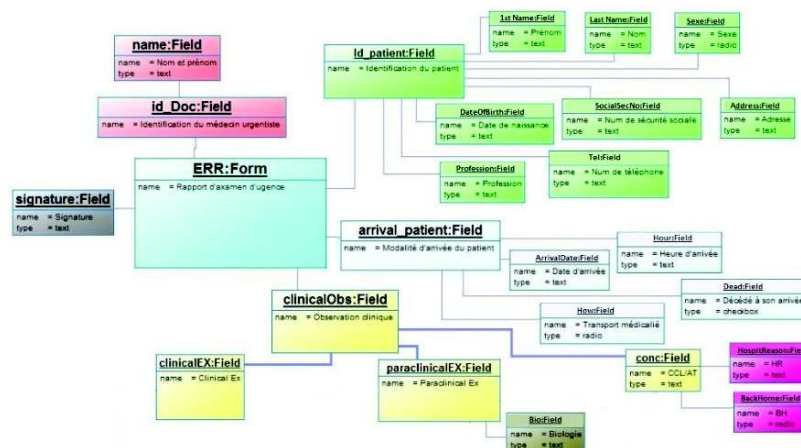 name:Field
name = Nom et prénom
type = text
id_Doc:Field
name = Identification du médecin urgentiste
ERR:Form
name = Rapport d'axamen d'ugence
signature:Field
name = Signature
type = text
Id_patient:Field
name = Identification du patient
1st Name:Field
name = Prénom
type = text
Last Name:Field
name = Nom
type = text
Sexe:Field
name = Sexe
type = radio
DateOfBirth:Field
name = Date de naissance
type = text
SocialSecNo:Field
name = Num de sécurité sociale
type = text
Address:Field
name = Adresse
type = text
Profession:Field
name = Profession
type = text
Tel:Field
name = Num de téléphone
type = text
arrival_patient:Field
name = Modalité d'arrivée du patient
Hour:Field
name = Heure d'arrivée
type = text
ArrivalDate:Field
name = Date d'arrivée
type = text
Dead:Field
name = Décédé à son arrivée
type = checkbox
How:Field
name = Transport médicalié
type = radio
clinicalObs:Field
name = Observation clinique
clinicalEX:Field
name = Clinical Ex
paraclinicalEX:Field
name = Paraclinical Ex
Bio:Field
name = Biologie
type = text
conc:Field
name = CCL/AT
type = text
HospitReason:Fie
name = HR
type = text
BackHome:Field
name = BH
type = radio